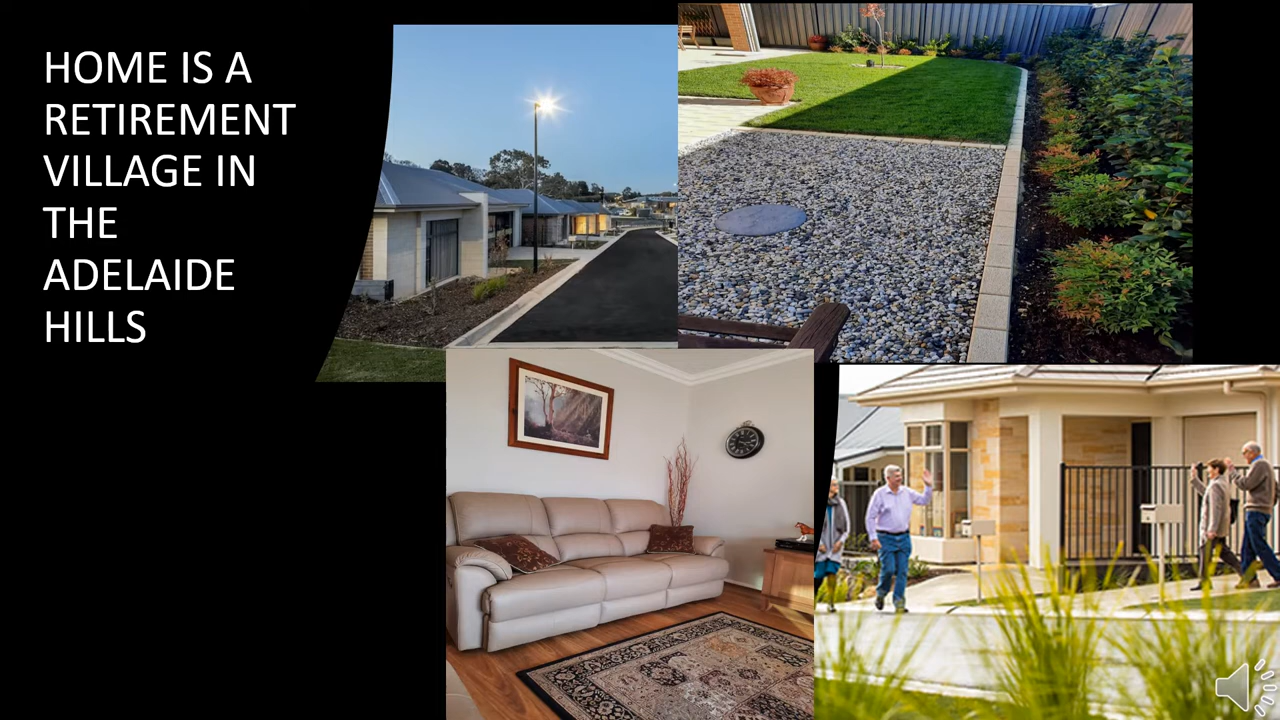 HOME IS A
RETIREMENT
VILLAGE IN
THE
ADELAIDE
HILLS